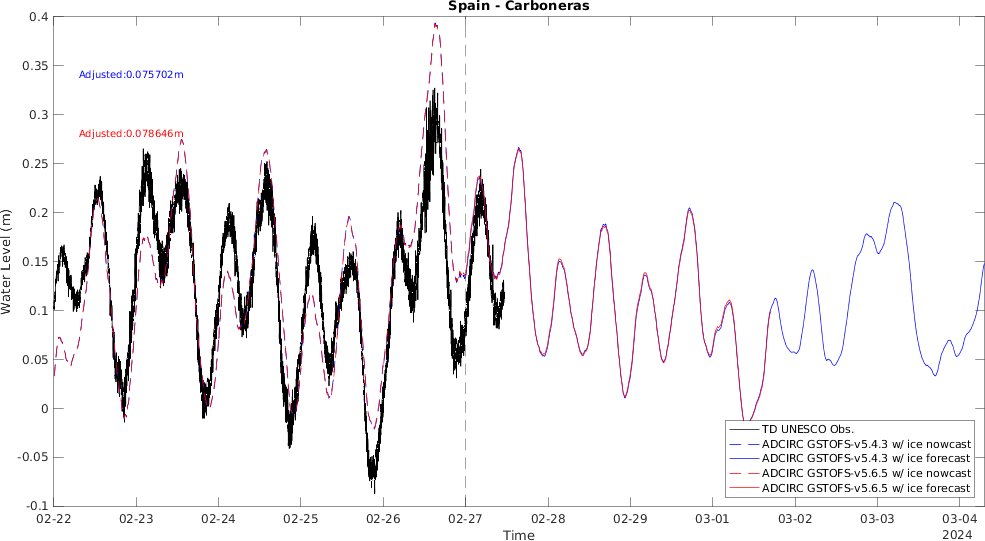 Spain - Carboneras
0.4
0.35
0.3
0.25
0.2
0.15
0.1
0.05
0
-0.05
-0.1
Water Level (m)
Adjusted:0.075702m
Adjusted:0.078646m
TD UNESCO Obs.
ADCIRC GSTOFS-v5.4.3 w/ ice nowcast
ADCIRC GSTOFS-v5.4.3 w/ ice forecast
ADCIRC GSTOFS-v5.6.5 w/ ice nowcast
ADCIRC GSTOFS-v5.6.5 w/ ice forecast
02-22 02-23 02-24 02-25 02-26 02-27 02-28 02-29 03-01 03-02 03-03 03-04
Time
2024